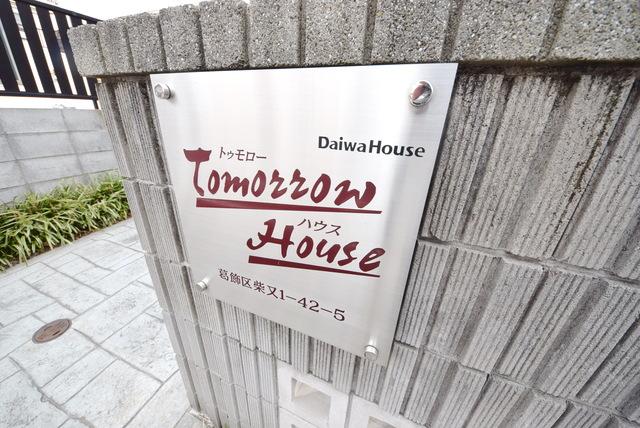 DaiwaHouse
トゥモロー
Tomorrow
ハウス
House
葛飾区柴又1-42-5